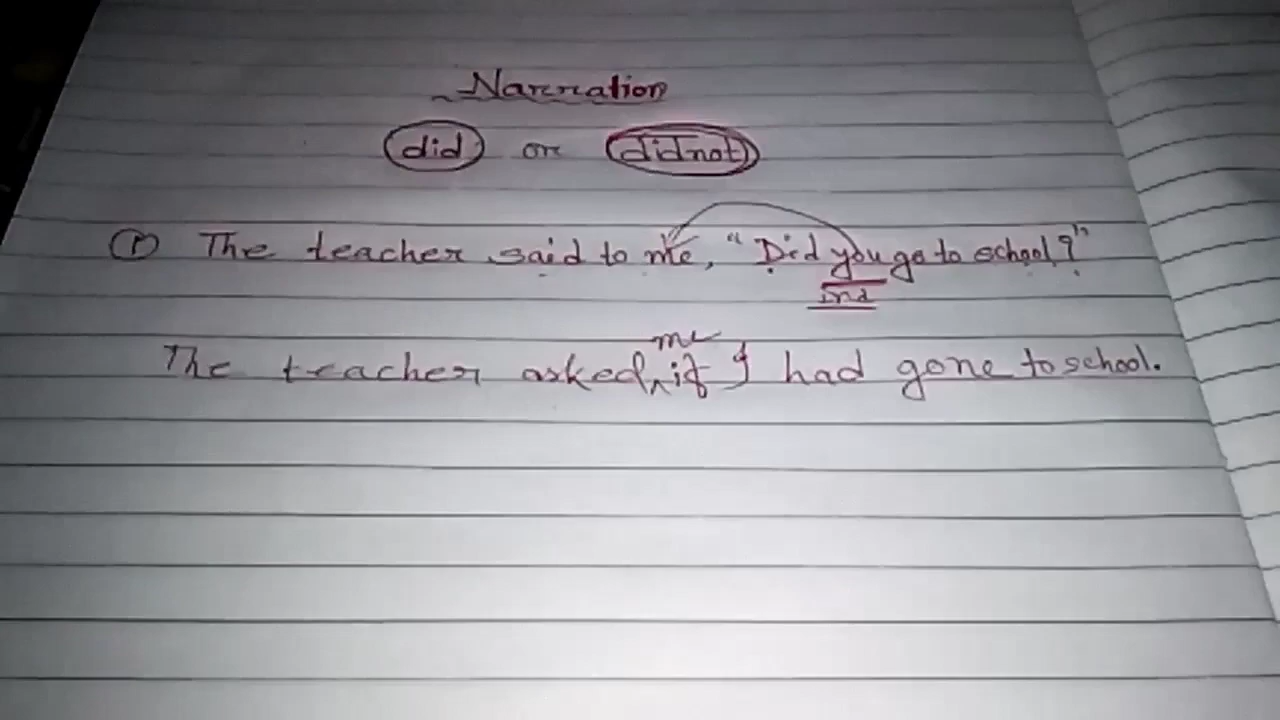 Narration
did or didnot
① The teacher said to me, "Did you go to school?"
2nd
me
The teacher asked ^ if I had gone to school.